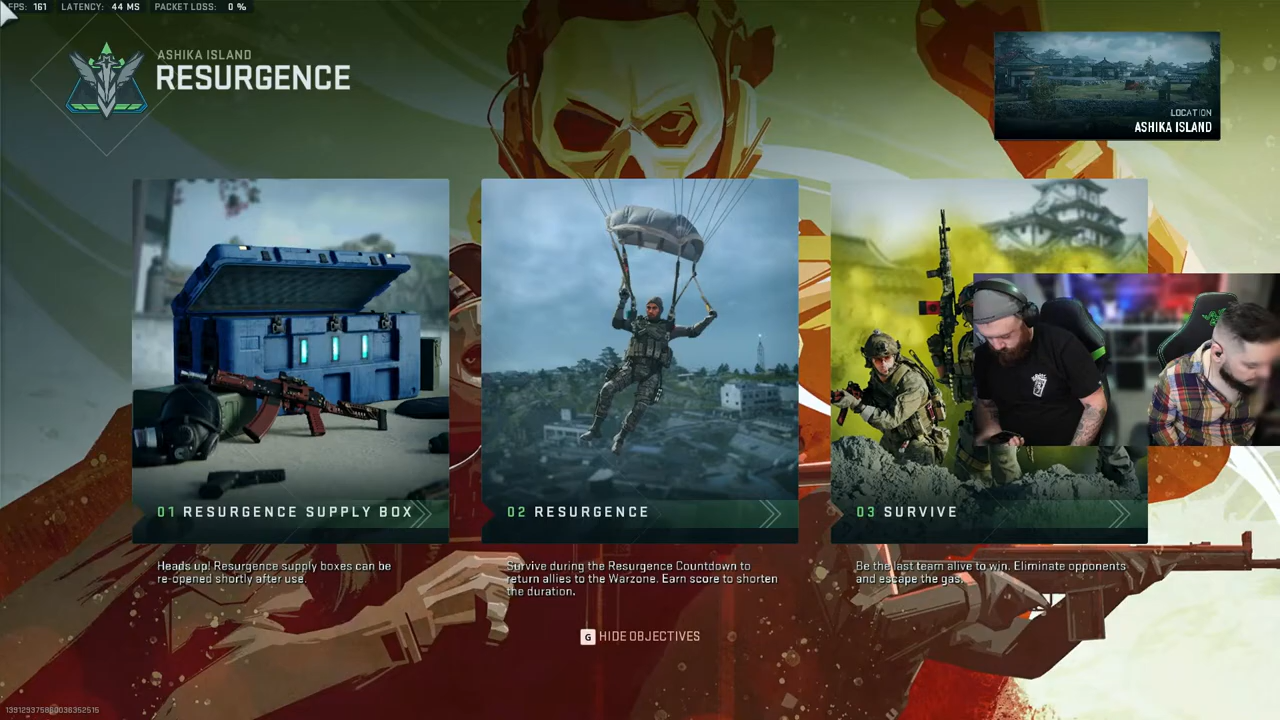 FPS: 161 LATENCY: 44 MS PACKET LOSS: 0 %
ASHIKA ISLAND
RESURGENCE
LOCATION
ASHIKA ISLAND
01 RESURGENCE SUPPLY BOX
Heads up! Resurgence supply boxes can be
re-opened shortly after use.
02 RESURGENCE
Survive during the Resurgence Countdown to
return allies to the Warzone. Earn score to shorten
the duration.
03 SURVIVE
Be the last team alive to win. Eliminate opponents
and escape the gas.
G HIDE OBJECTIVES